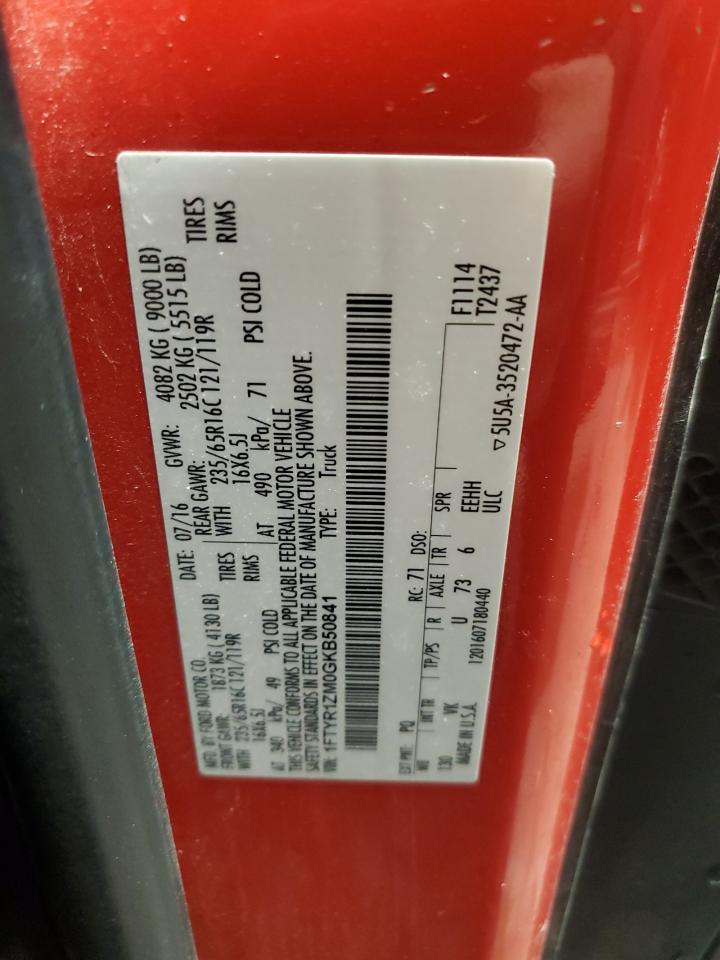 MFD. BY FORD MOTOR CO. DATE: 07/16 GVWR: 4082 KG ( 9000 LB)
FRONT GAWR: 1873 KG ( 4130 LB) REAR GAWR: 2502 KG ( 5515 LB)
WITH 235/65R16C 121/119R TIRES WITH 235/65R16C 121/119R TIRES
16X6.5J RIMS 16X6.5J RIMS
AT 340 kPa/ 49 PSI COLD AT 490 kPa/ 71 PSI COLD
THIS VEHICLE CONFORMS TO ALL APPLICABLE FEDERAL MOTOR VEHICLE
SAFETY STANDARDS IN EFFECT ON THE DATE OF MANUFACTURE SHOWN ABOVE.
VIN: 1FTYR1ZM0GKB50841 TYPE: Truck
EXT PNT: PQ RC: 71 DSO: F1114
WB INT TR TP/PS R AXLE TR SPR T2437
130 VK U 73 6 EEHH
MADE IN U.S.A. 1201607180440 ULC ▽5U5A-3520472-AA